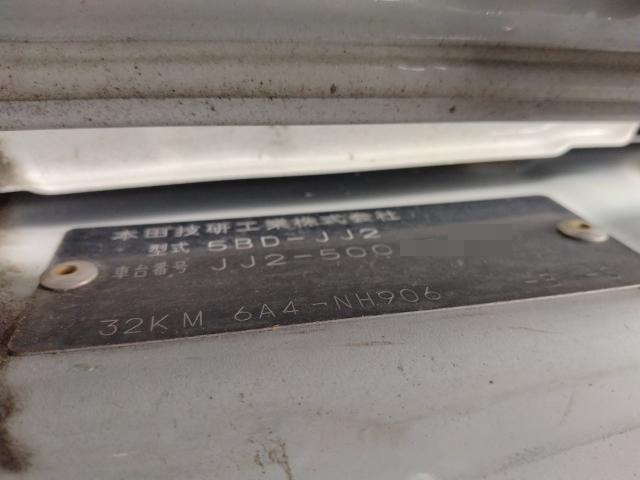 本田技研工業株式会社
型式 5BD-JJ2
車台番号 JJ2-500
32KM 6A4-NH906